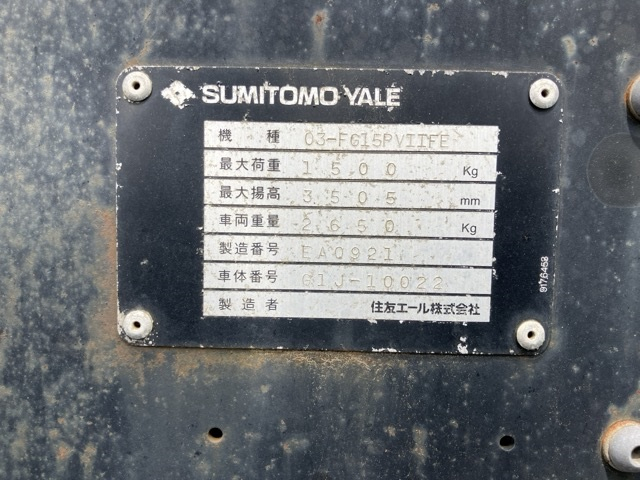 SUMITOMO YALE
機種 03-FG15PVIIFE
最大荷重 1500 Kg
最大揚高 3505 mm
車両重量 2650 Kg
製造番号 EA0921
車体番号 G1J-10022
製造者 住友エール株式会社
9176452